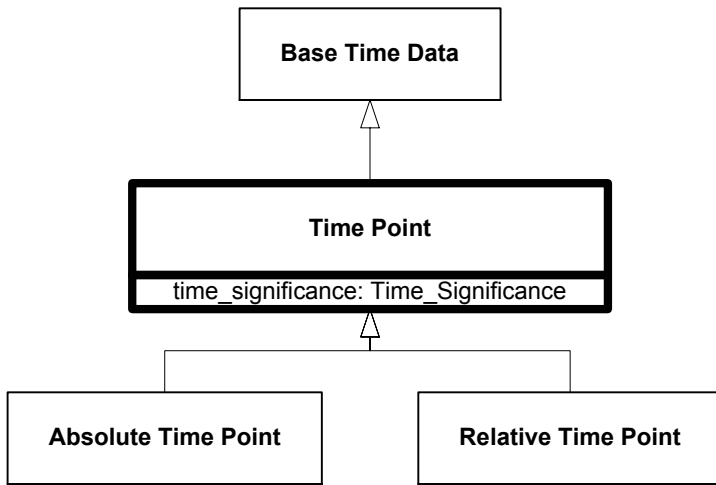 Base Time Data
Time Point
time_significance: Time_Significance
Absolute Time Point
Relative Time Point